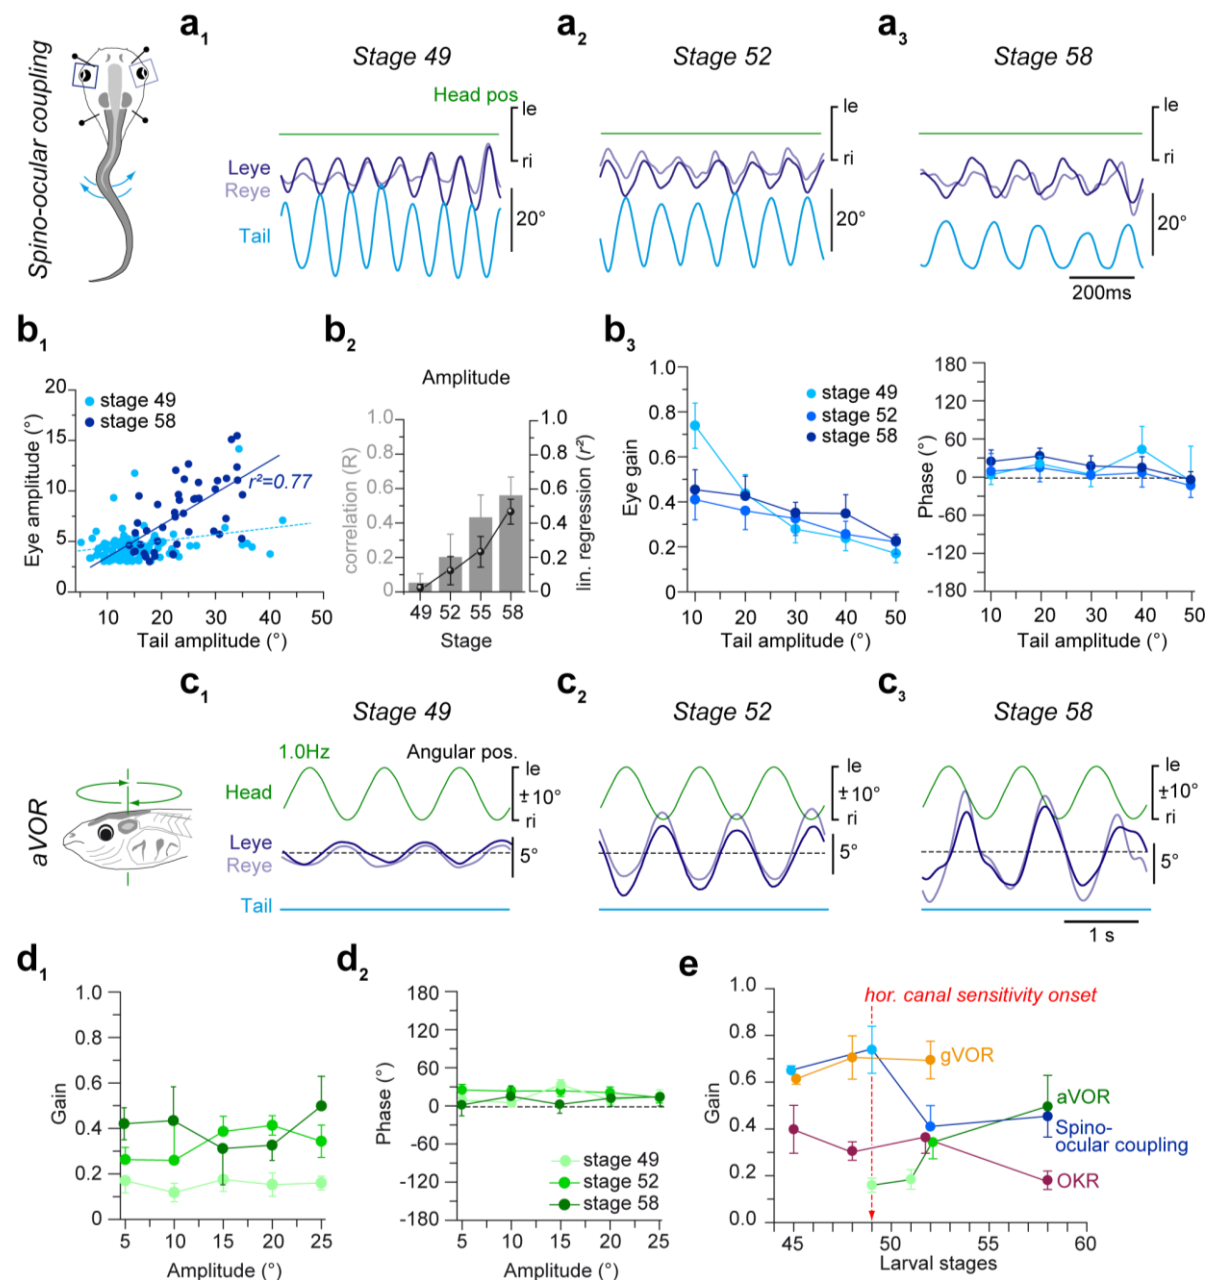 Spino-ocular coupling
a1
Stage 49
a2
Stage 52
a3
Stage 58
Head pos
le
ri
Leye
Reye
Tail
20°
le
ri
20°
le
ri
20°
200ms
b1
Eye amplitude (°)
20
15
10
5
0
stage 49
stage 58
r²=0.77
10 20 30 40 50
Tail amplitude (°)
b2
Amplitude
correlation (R)
1.0
0.8
0.6
0.4
0.2
0
1.0
0.8
0.6
0.4
0.2
0
lin. regression (r²)
49 52 55 58
Stage
b3
Eye gain
1.0
0.8
0.6
0.4
0.2
stage 49
stage 52
stage 58
10 20 30 40 50
Tail amplitude (°)
Phase (°)
180
120
60
0
-60
-120
-180
10 20 30 40 50
Tail amplitude (°)
aVOR
c1
Stage 49
c2
Stage 52
c3
Stage 58
1.0Hz
Angular pos.
Head
le
±10°
ri
Leye
Reye
5°
Tail
le
±10°
ri
5°
le
±10°
ri
5°
1 s
d1
Gain
1.0
0.8
0.6
0.4
0.2
0
5 10 15 20 25
Amplitude (°)
d2
Phase (°)
180
120
60
0
-60
-120
-180
stage 49
stage 52
stage 58
5 10 15 20 25
Amplitude (°)
e
Gain
1.0
0.8
0.6
0.4
0.2
0.0
hor. canal sensitivity onset
gVOR
aVOR
Spino-
ocular coupling
OKR
45 50 55 60
Larval stages